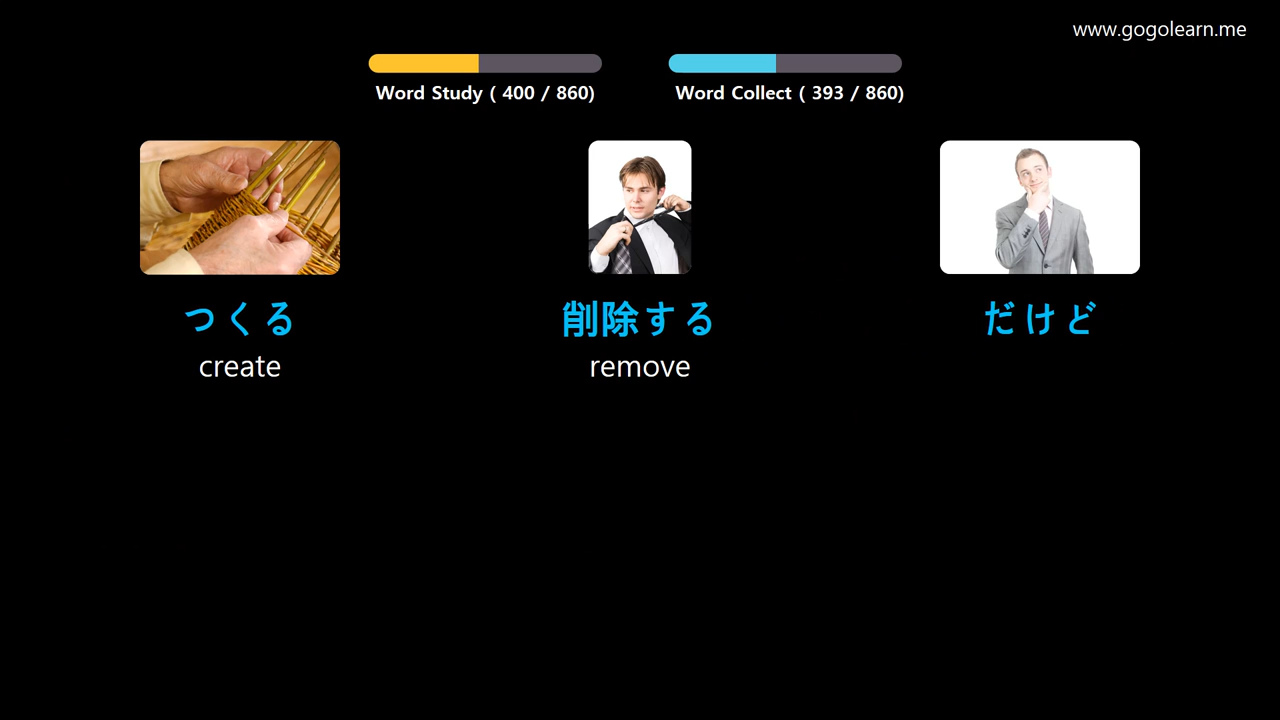 www.gogolearn.me
Word Study ( 400 / 860)
Word Collect ( 393 / 860)
つくる
create
削除する
remove
だけど